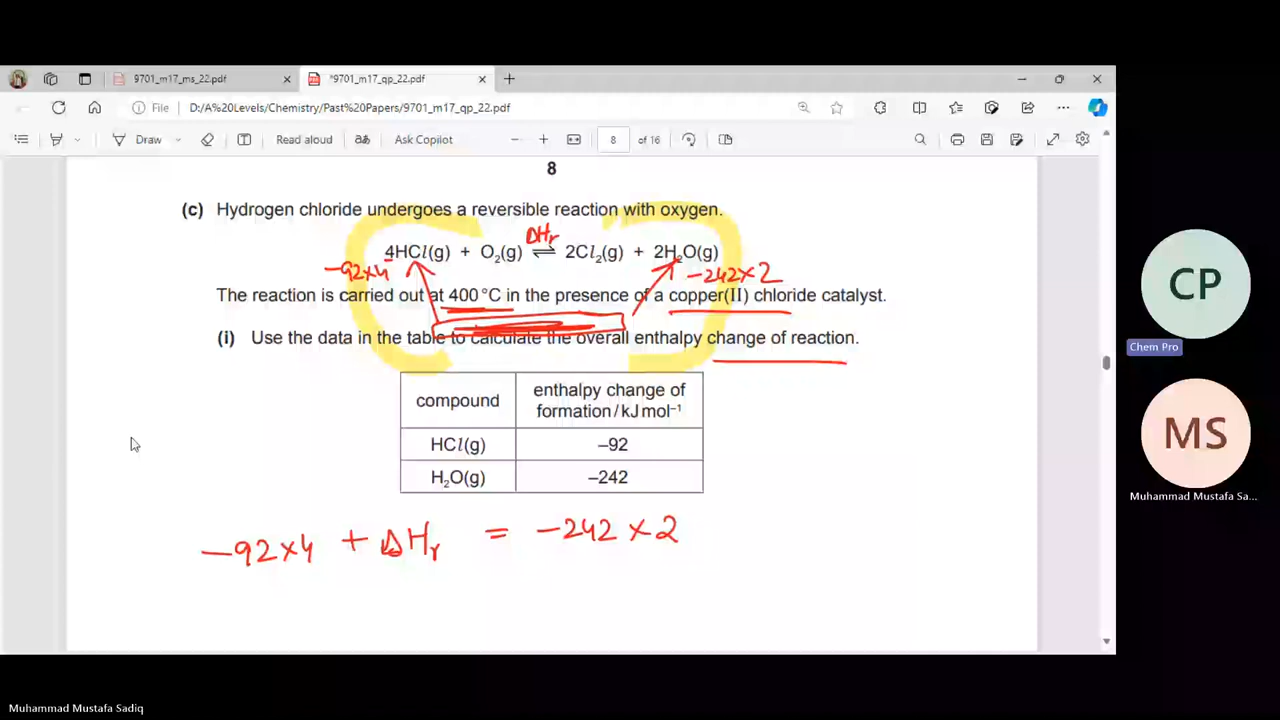 9701_m17_ms_22.pdf
*9701_m17_qp_22.pdf
File D:/A%20Levels/Chemistry/Past%20Papers/9701_m17_qp_22.pdf
Draw
Read aloud
aあ
Ask Copilot
8
of 16
8
(c) Hydrogen chloride undergoes a reversible reaction with oxygen.
ΔHr
4HCl(g) + O₂(g) ⇌ 2Cl₂(g) + 2H₂O(g)
-92×4
-242×2
The reaction is carried out at 400 °C in the presence of a copper(II) chloride catalyst.
(i) Use the data in the table to calculate the overall enthalpy change of reaction.
compound
enthalpy change of
formation / kJ mol⁻¹
HCl(g) –92
H₂O(g) –242
-92×4 + ΔHr = -242×2
CP
Chem Pro
MS
Muhammad Mustafa Sa...
Muhammad Mustafa Sadiq